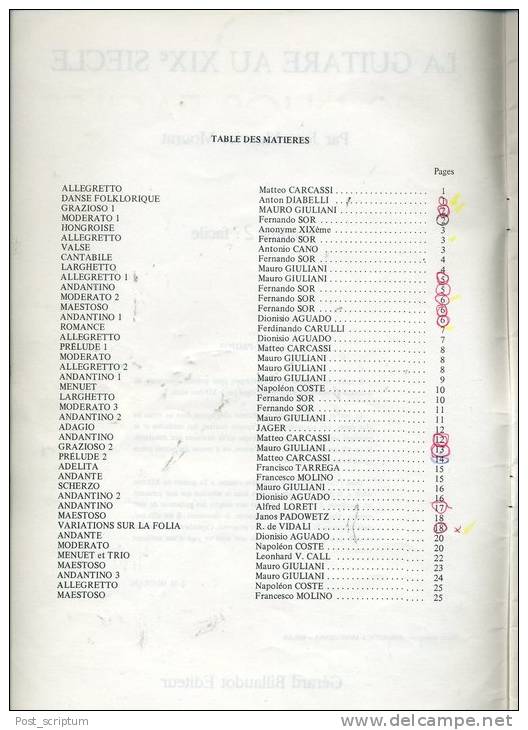 TABLE DES MATIERES
Pages
ALLEGRETTO Matteo CARCASSI 1
DANSE FOLKLORIQUE Anton DIABELLI 1
GRAZIOSO 1 MAURO GIULIANI 2
MODERATO 1 Fernando SOR 2
HONGROISE Anonyme XIXème 3
ALLEGRETTO Fernando SOR 3
VALSE Antonio CANO 3
CANTABILE Fernando SOR 4
LARGHETTO Mauro GIULIANI 4
ALLEGRETTO 1 Mauro GIULIANI 5
ANDANTINO Fernando SOR 5
MODERATO 2 Fernando SOR 6
MAESTOSO Fernando SOR 6
ANDANTINO 1 Dionisio AGUADO 6
ROMANCE Ferdinando CARULLI 7
ALLEGRETTO Dionisio AGUADO 7
PRÉLUDE 1 Matteo CARCASSI 8
MODERATO Mauro GIULIANI 8
ALLEGRETTO 2 Mauro GIULIANI 8
ANDANTINO 1 Mauro GIULIANI 9
MENUET Napoléon COSTE 10
LARGHETTO Fernando SOR 10
MODERATO 3 Fernando SOR 11
ANDANTINO 2 Mauro GIULIANI 11
ADAGIO JAGER 12
ANDANTINO Matteo CARCASSI 12
GRAZIOSO 2 Mauro GIULIANI 13
PRÉLUDE 2 Matteo CARCASSI 14
ADELITA Francisco TARREGA 15
ANDANTE Francesco MOLINO 15
SCHERZO Mauro GIULIANI 16
ANDANTINO 2 Dionisio AGUADO 16
ANDANTINO Alfred LORETI 17
MAESTOSO Janos PADOWETZ 18
VARIATIONS SUR LA FOLIA R. de VIDALI 18 x
ANDANTE Dionisio AGUADO 20
MODERATO Napoléon COSTE 20
MENUET et TRIO Leonhard V. CALL 22
MAESTOSO Mauro GIULIANI 23
ANDANTINO 3 Mauro GIULIANI 24
ALLEGRETTO Napoléon COSTE 25
MAESTOSO Francesco MOLINO 25
Gérard Billaudot Editeur
Post_scriptum
delcampe.net